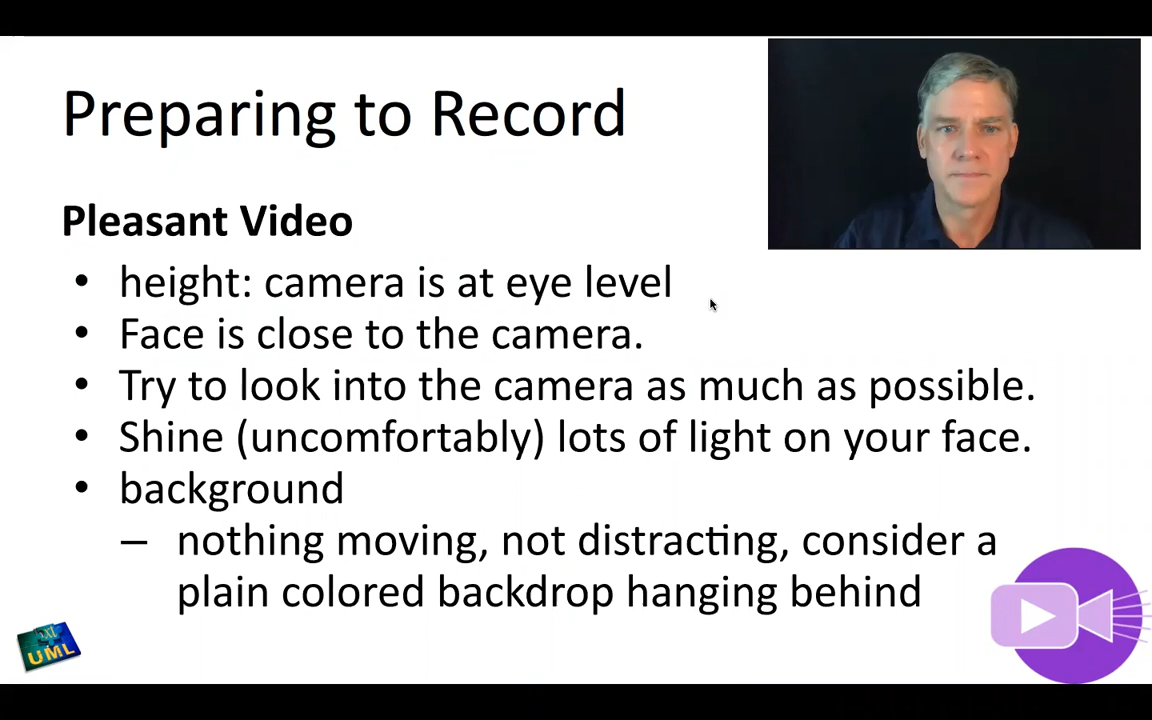 Preparing to Record
Pleasant Video
• height: camera is at eye level
• Face is close to the camera.
• Try to look into the camera as much as possible.
• Shine (uncomfortably) lots of light on your face.
• background
– nothing moving, not distracting, consider a
plain colored backdrop hanging behind
UML